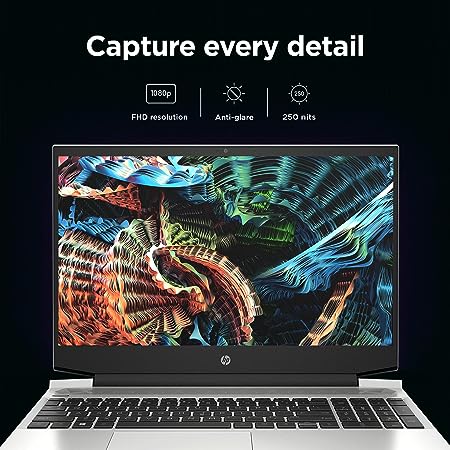 Capture every detail
1080p
FHD resolution
Anti-glare
250
250 nits
hp